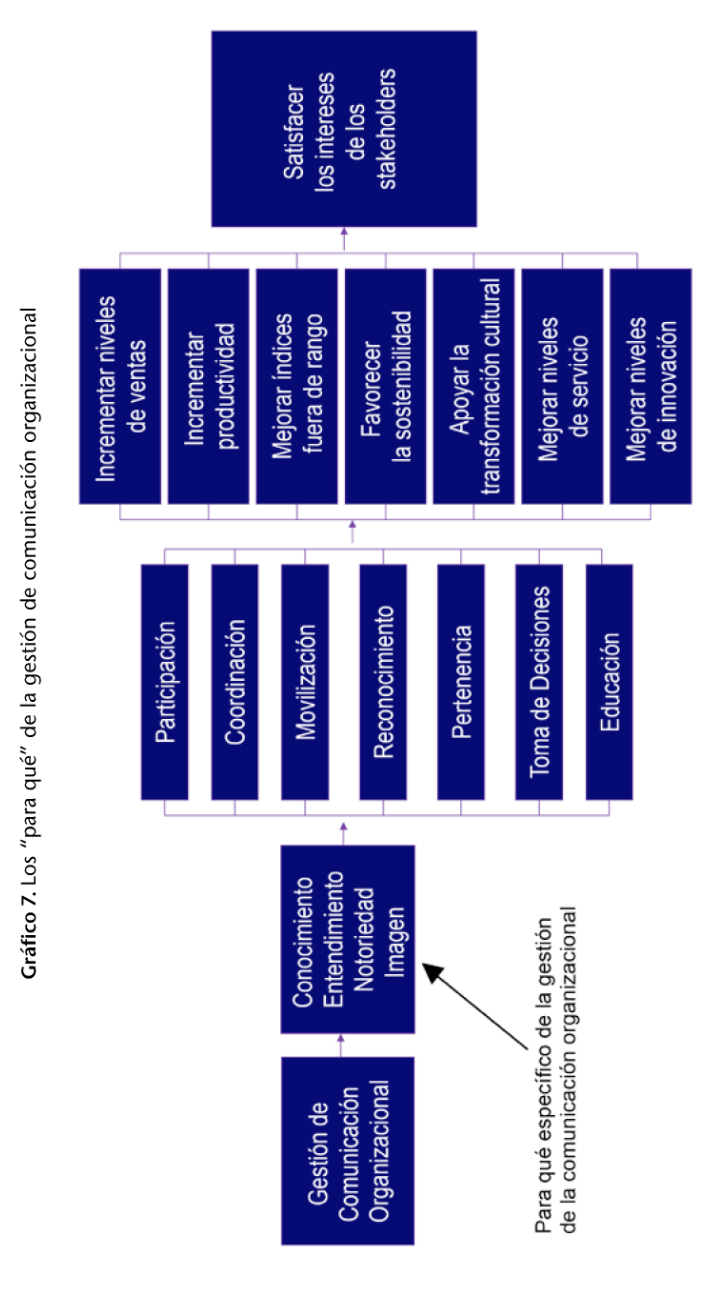 Gráfico 7. Los “para qué” de la gestión de comunicación organizacional
Gestión de
Comunicación
Organizacional
Conocimiento
Entendimiento
Notoriedad
Imagen
Para qué específico de la gestión
de la comunicación organizacional
Participación
Coordinación
Movilización
Reconocimiento
Pertenencia
Toma de Decisiones
Educación
Incrementar niveles
de ventas
Incrementar
productividad
Mejorar índices
fuera de rango
Favorecer
la sostenibilidad
Apoyar la
transformación cultural
Mejorar niveles
de servicio
Mejorar niveles
de innovación
Satisfacer
los intereses
de los
stakeholders